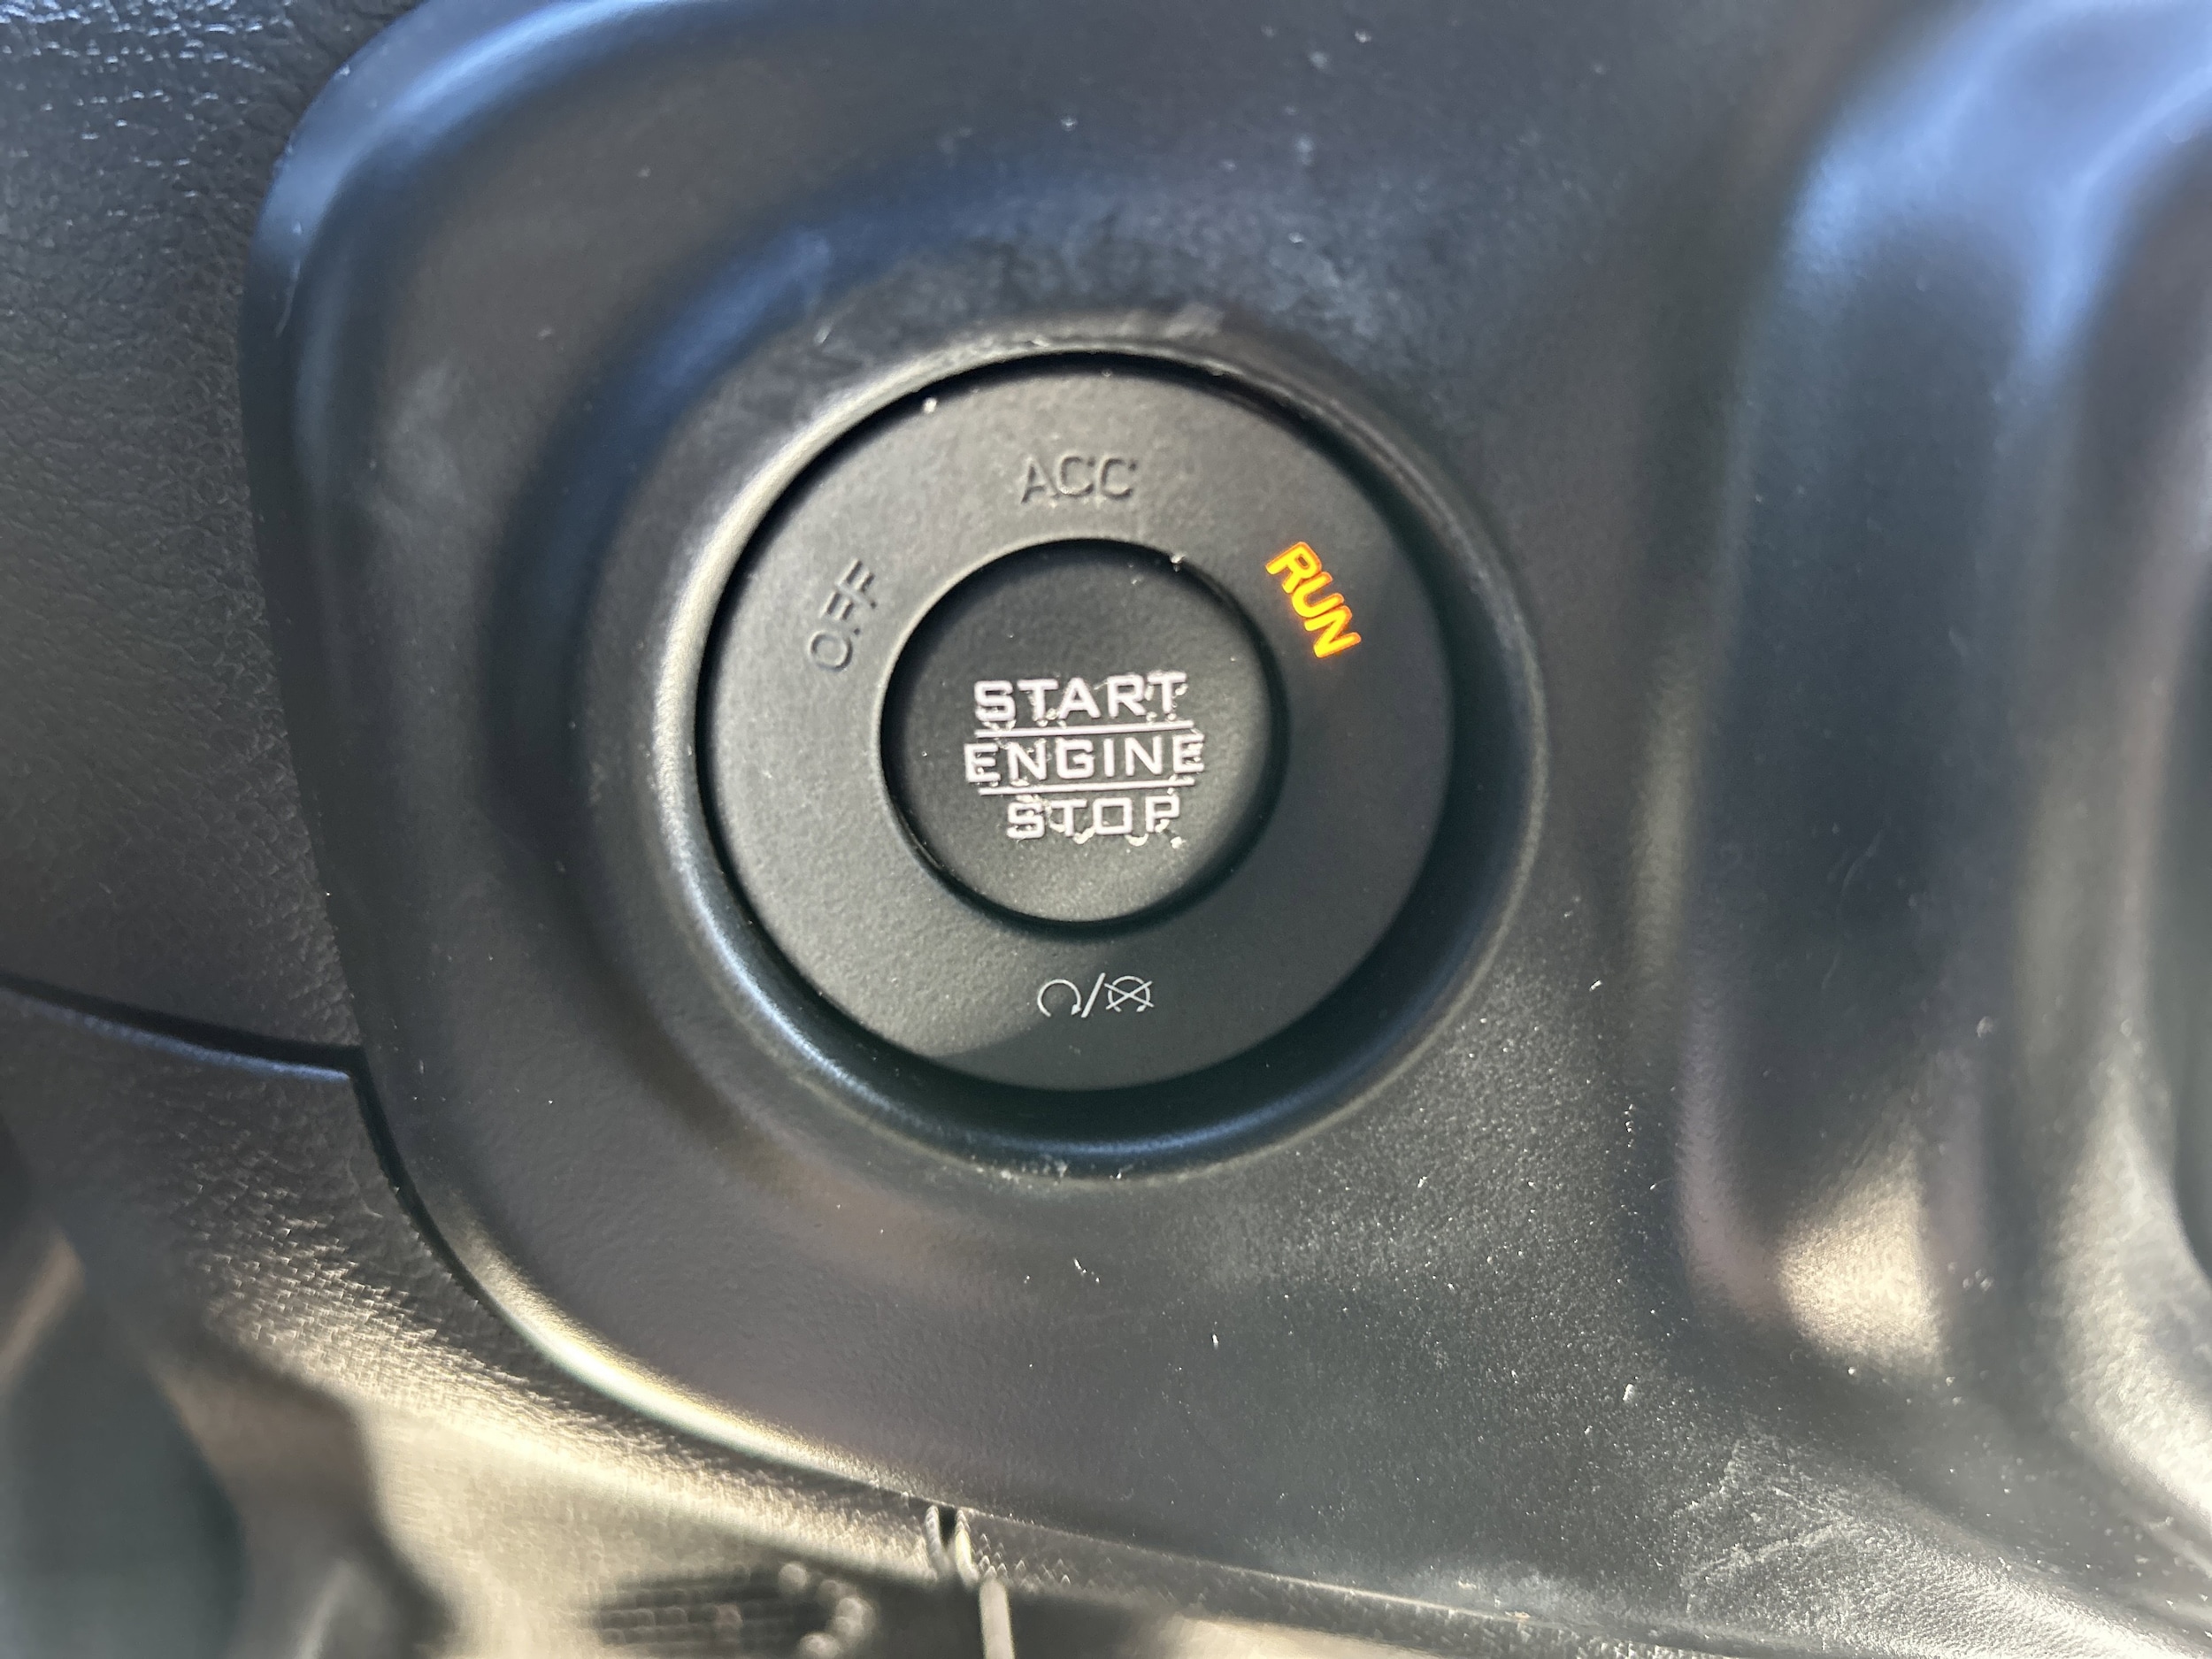 ACC
OFF
RUN
START
ENGINE
STOP